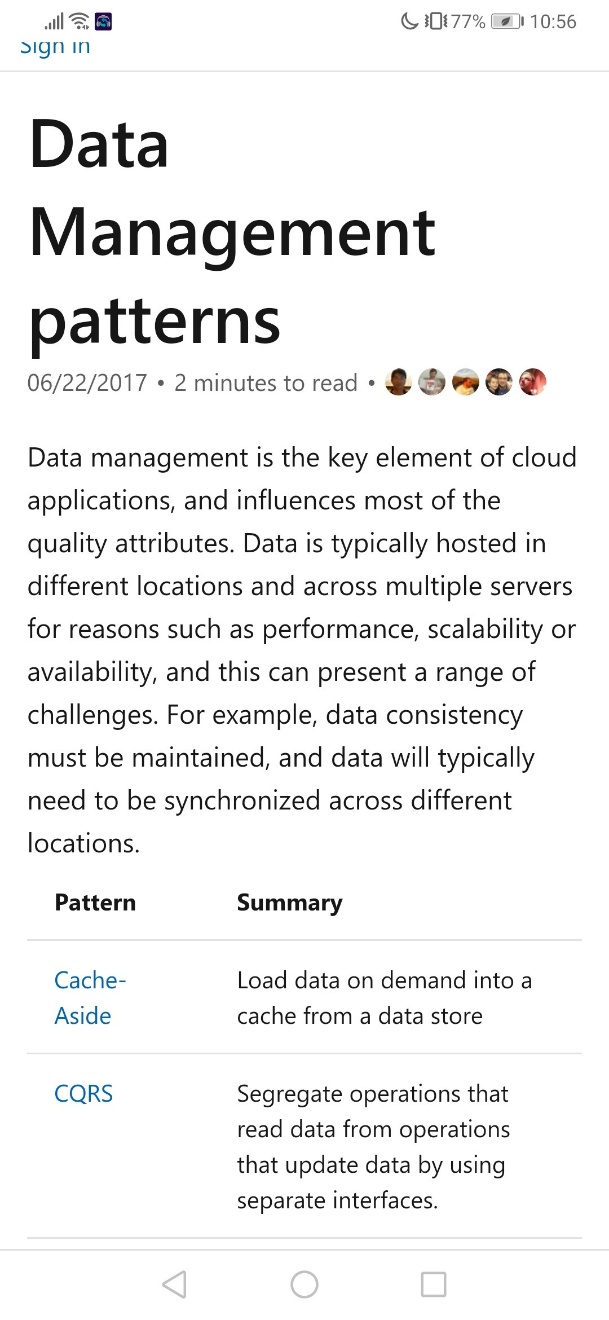 77% 10:56
Sign in
Data
Management
patterns
06/22/2017 • 2 minutes to read •
Data management is the key element of cloud
applications, and influences most of the
quality attributes. Data is typically hosted in
different locations and across multiple servers
for reasons such as performance, scalability or
availability, and this can present a range of
challenges. For example, data consistency
must be maintained, and data will typically
need to be synchronized across different
locations.
Pattern Summary
Cache- Load data on demand into a
Aside cache from a data store
CQRS Segregate operations that
read data from operations
that update data by using
separate interfaces.